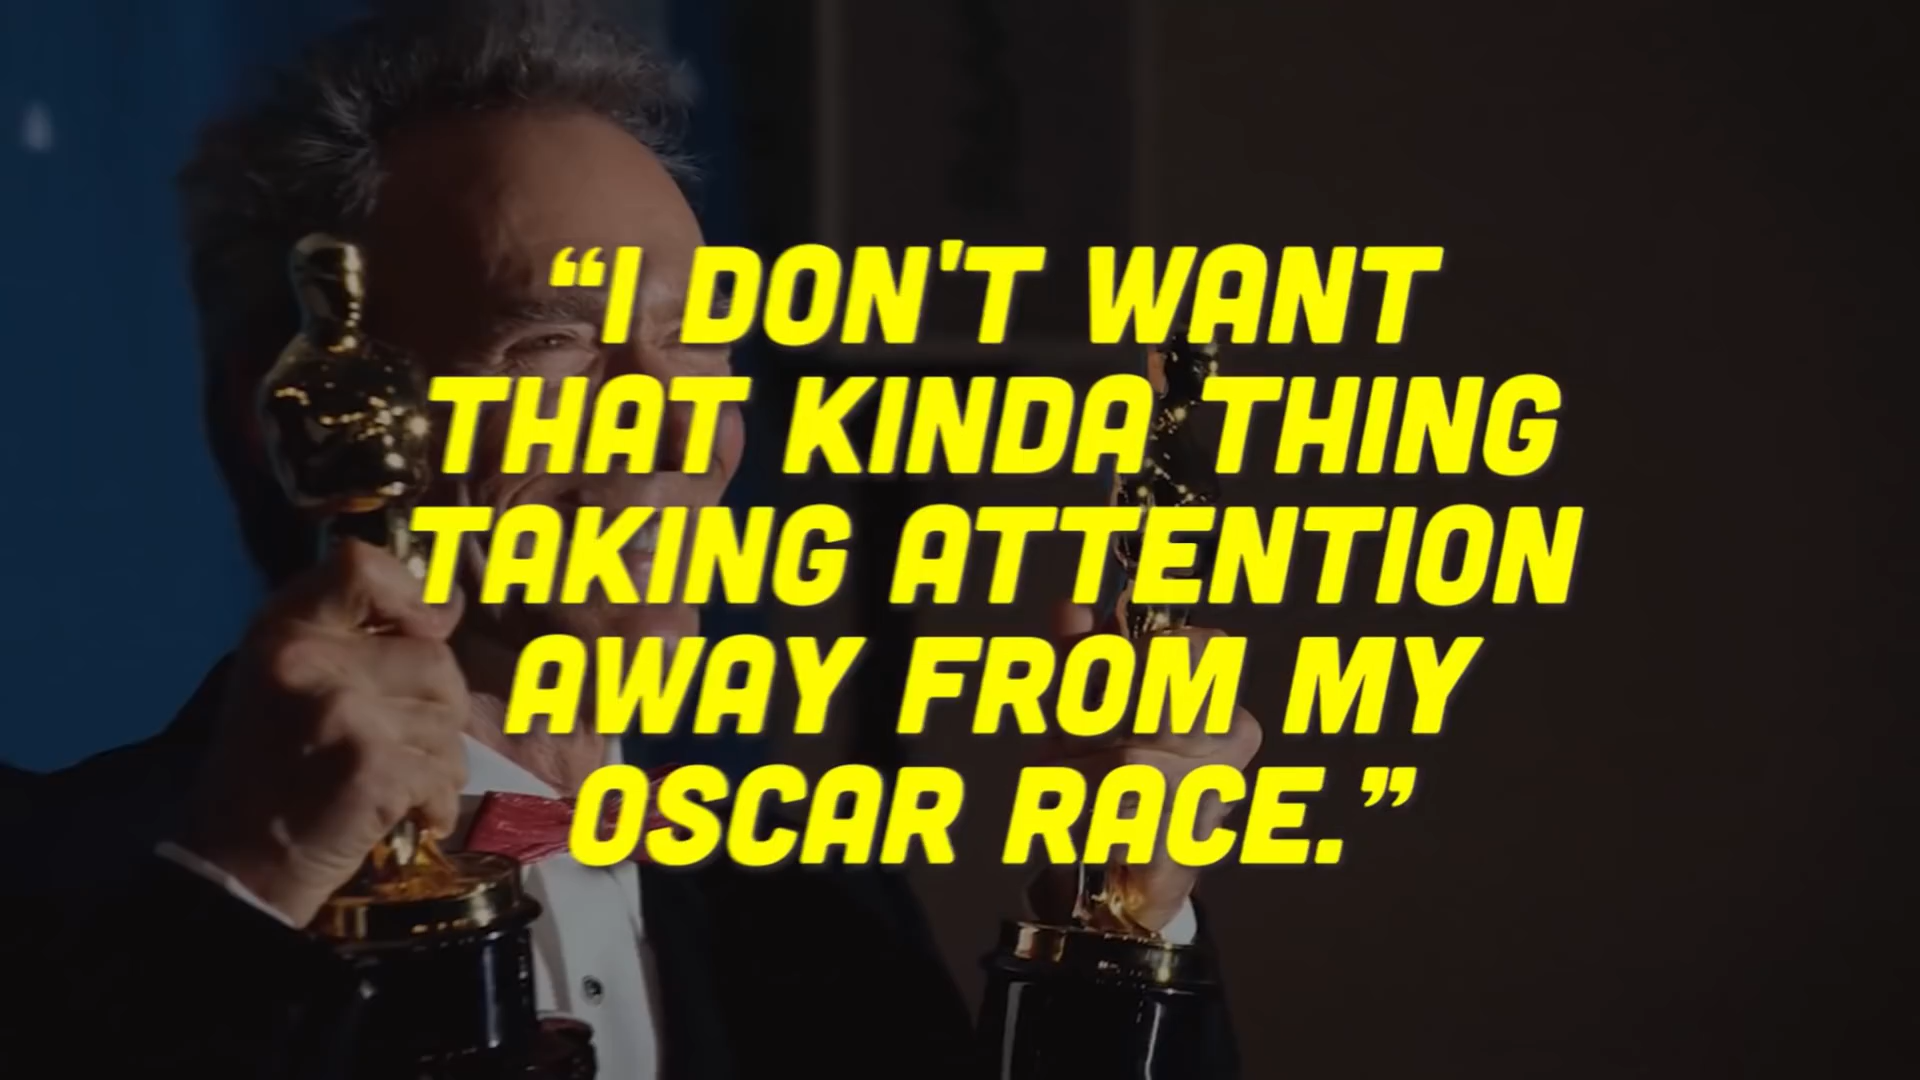 “I DON'T WANT
THAT KINDA THING
TAKING ATTENTION
AWAY FROM MY
OSCAR RACE.”